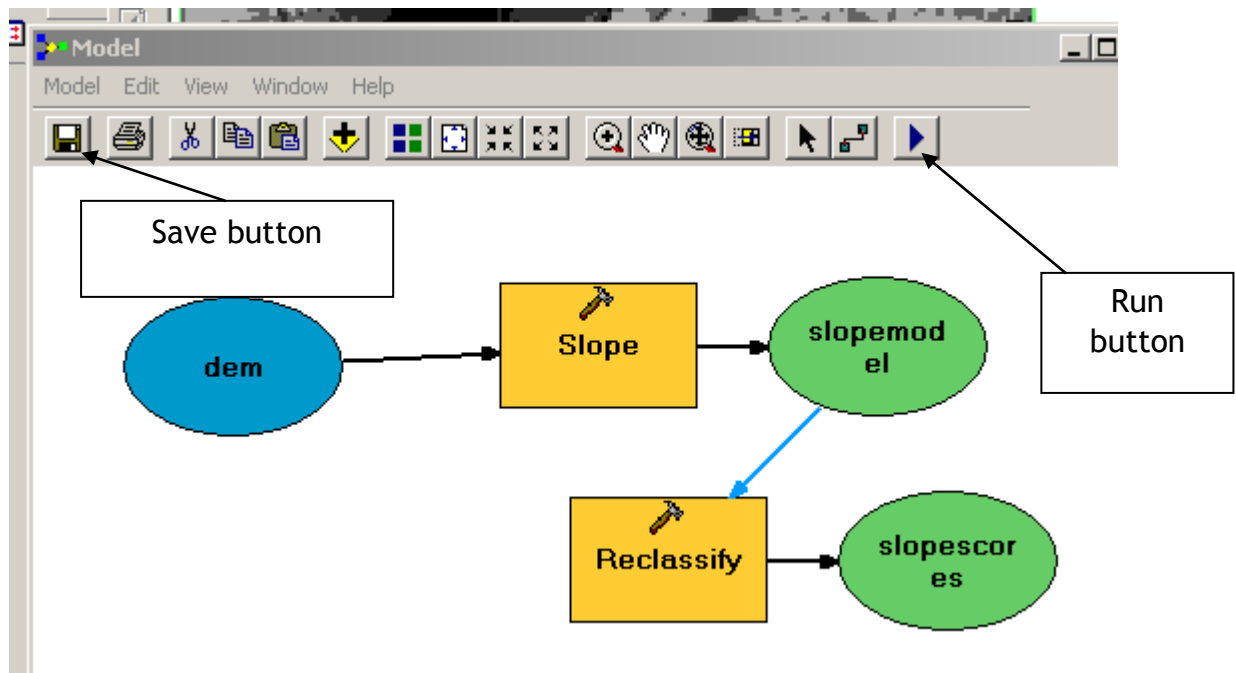 Model
Model Edit View Window Help
Save button
Run
button
dem
Slope
slopemod
el
Reclassify
slopescor
es